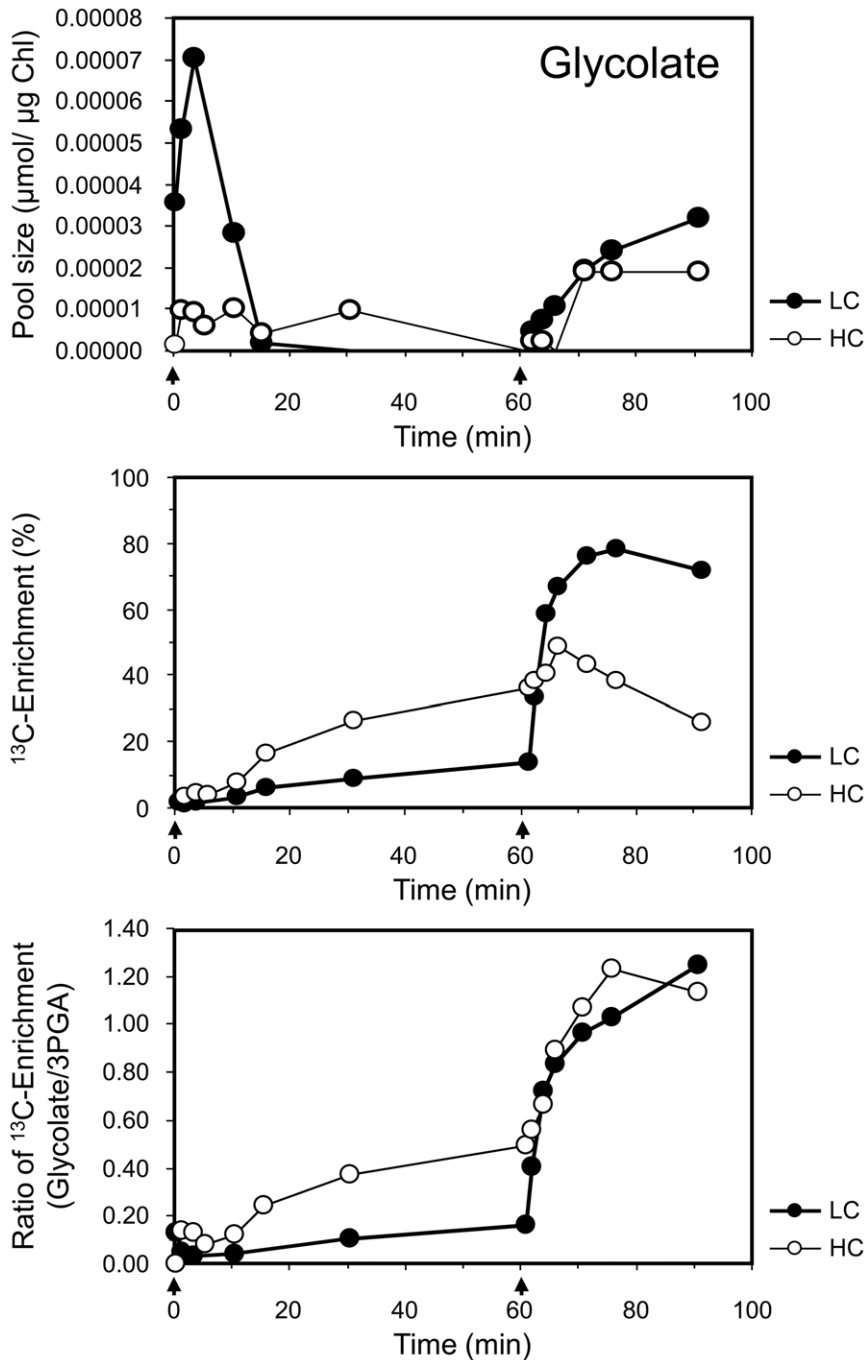 0.00008
0.00007
0.00006
0.00005
0.00004
0.00003
0.00002
0.00001
0.00000
Pool size (µmol/ µg Chl)
Glycolate
LC
HC
0 20 40 60 80 100
Time (min)
100
80
60
40
20
0
¹³C-Enrichment (%)
LC
HC
0 20 40 60 80 100
Time (min)
1.40
1.20
1.00
0.80
0.60
0.40
0.20
0.00
Ratio of ¹³C-Enrichment
(Glycolate/3PGA)
LC
HC
0 20 40 60 80 100
Time (min)